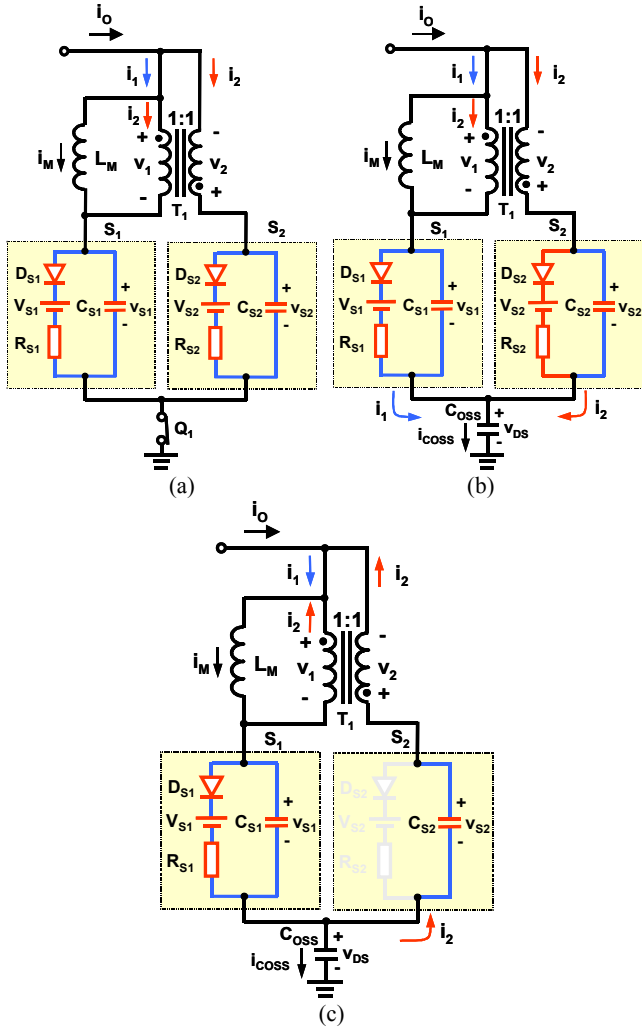 i_O i_O
i_1 i_2 i_1 i_2
i_2 1:1 i_2 1:1
+ - + -
i_M L_M v_1 v_2 i_M L_M v_1 v_2
- + - +
T_1 T_1
S_1 S_2 S_1 S_2
D_S1 + D_S2 + D_S1 + D_S2 +
V_S1 C_S1 v_S1 V_S2 C_S2 v_S2 V_S1 C_S1 v_S1 V_S2 C_S2 v_S2
- - - -
R_S1 R_S2 R_S1 R_S2
Q_1 i_1 C_OSS + i_2
i_COSS v_DS
-
(a) (b)
i_O
i_1 i_2
i_2 1:1
+ -
i_M L_M v_1 v_2
- +
T_1
S_1 S_2
D_S1 + D_S2 +
V_S1 C_S1 v_S1 V_S2 C_S2 v_S2
- -
R_S1 R_S2
C_OSS + i_2
i_COSS v_DS
-
(c)